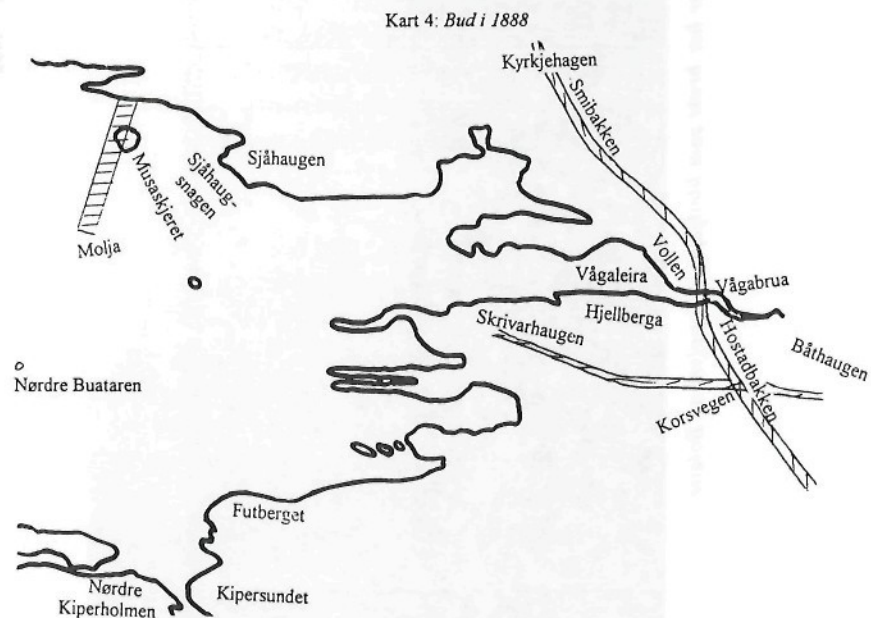 Kart 4: Bud i 1888
Kyrkjehagen
Smibakken
Sjåhaugen
Sjåhaug-
snagen
Musaskjeret
Molja
Vollen
Vågaleira
Vågabrua
Hjellberga
Skrivarhaugen
Hostadbakken
Båthaugen
Nørdre Buataren
Korsvegen
Futberget
Nørdre
Kiperholmen
Kipersundet